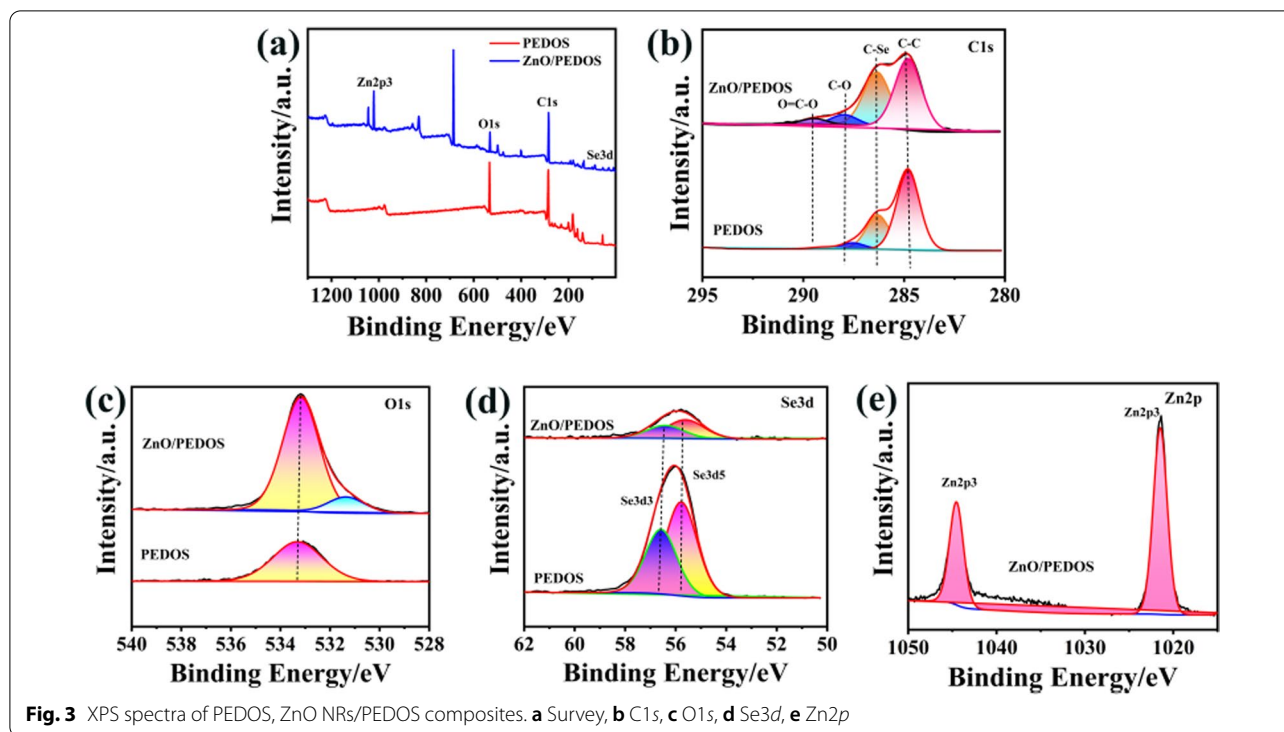 (a)
PEDOS
ZnO/PEDOS
Zn2p3
O1s
C1s
Se3d
Intensity/a.u.
1200 1000 800 600 400 200
Binding Energy/eV
(b)
C1s
C-C
C-Se
C-O
O=C-O
ZnO/PEDOS
PEDOS
Intensity/a.u.
295 290 285 280
Binding Energy/eV
(c)
O1s
ZnO/PEDOS
PEDOS
Intensity/a.u.
540 538 536 534 532 530 528
Binding Energy/eV
(d)
Se3d
ZnO/PEDOS
Se3d3
Se3d5
PEDOS
Intensity/a.u.
62 60 58 56 54 52 50
Binding Energy/eV
(e)
Zn2p
Zn2p3
Zn2p3
ZnO/PEDOS
Intensity/a.u.
1050 1040 1030 1020
Binding Energy/eV
Fig. 3 XPS spectra of PEDOS, ZnO NRs/PEDOS composites. a Survey, b C1s, c O1s, d Se3d, e Zn2p